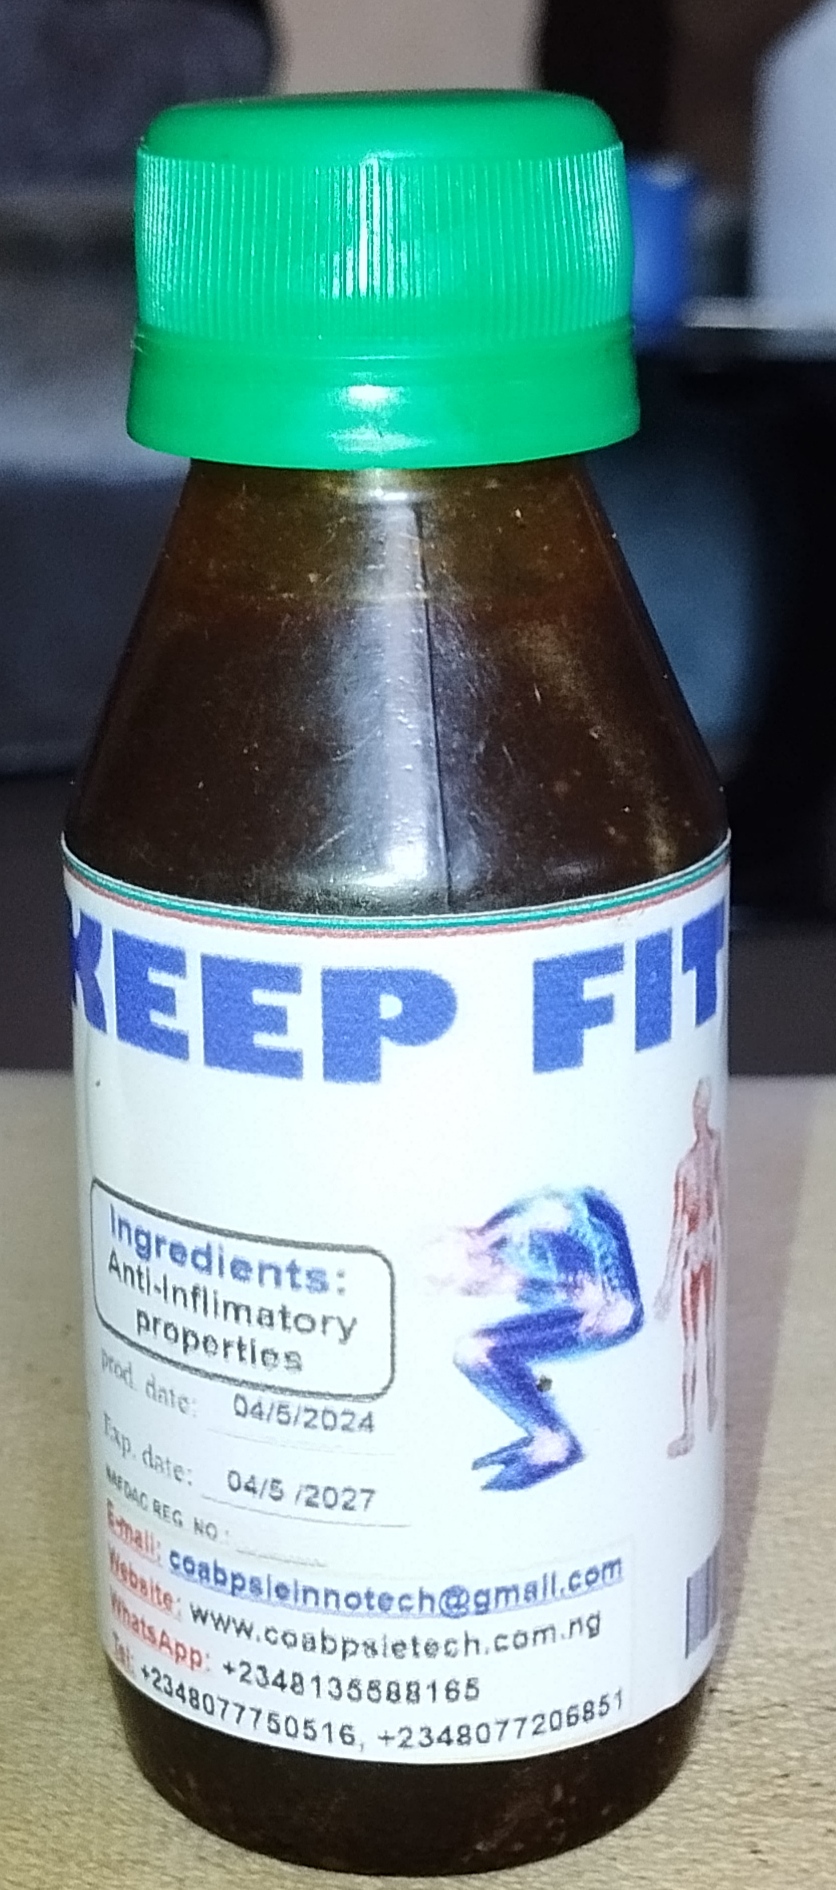 KEEP FIT
Ingredients:
Anti-Inflimatory
properties
prod. date: 04/5/2024
Exp. date: 04/5 /2027
NAFDAC REG. NO.:
E-mail: coabpsieinnotech@gmail.com
Website: www.coabpsietech.com.ng
WhatsApp: +2348135588165
Tel: +2348077750516, +2348077206851